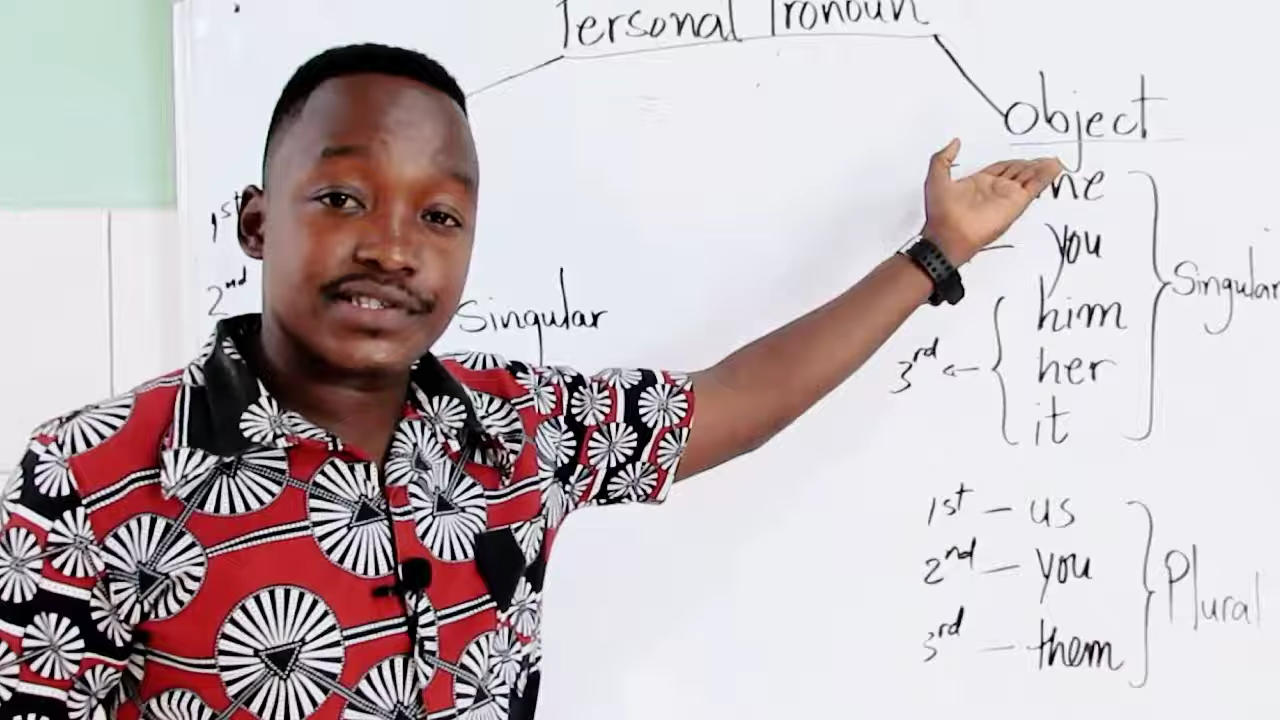 Personal Pronoun
Object
1st
2nd
Singular
me
you
him
3rd
her
it
Singular
1st – us
2nd – you
3rd – them
Plural